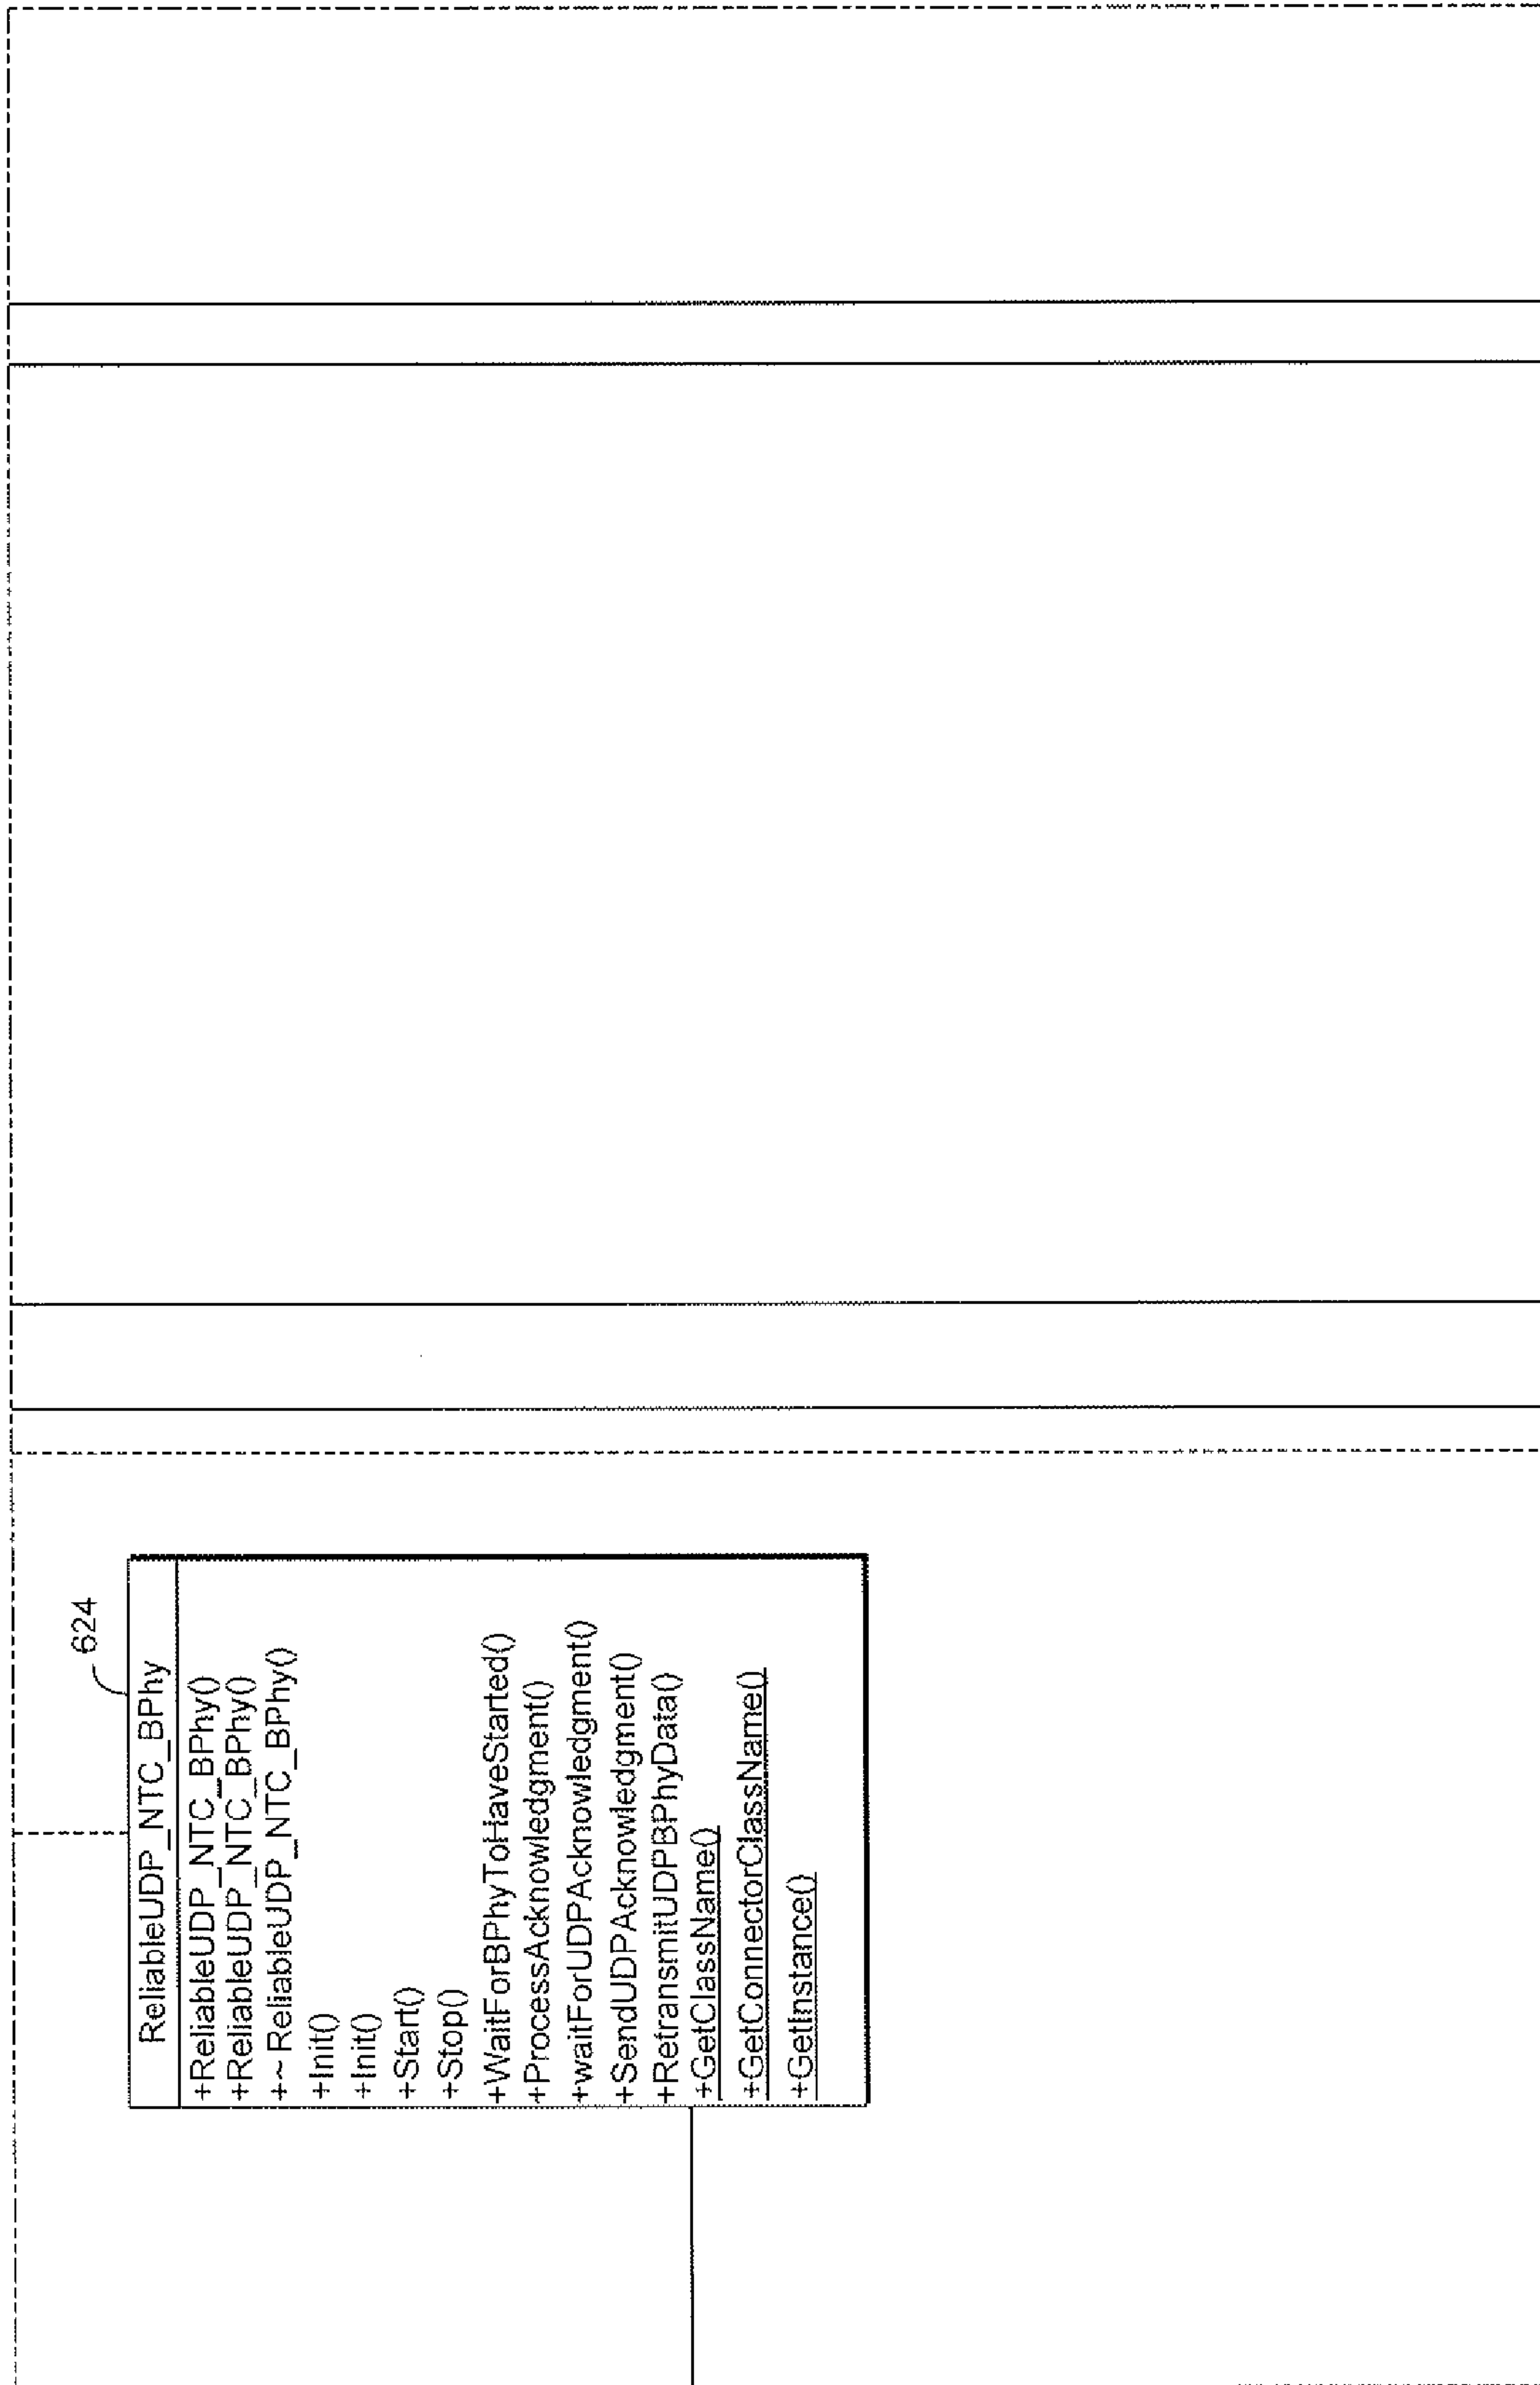 624
ReliableUDP_NTC_BPhy
+ReliableUDP_NTC_BPhy()
+ReliableUDP_NTC_BPhy()
+~ReliableUDP_NTC_BPhy()
+Init()
+Init()
+Start()
+Stop()
+WaitForBPhyToHaveStarted()
+ProcessAcknowledgment()
+waitForUDPAcknowledgment()
+SendUDPAcknowledgment()
+RetransmitUDPBPhyData()
+GetClassName()
+GetConnectorClassName()
+GetInstance()